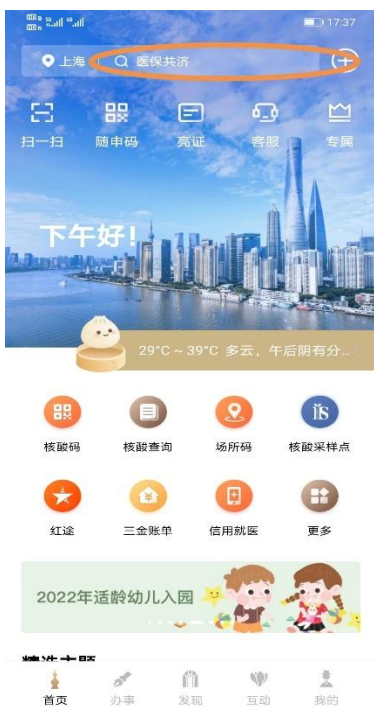 17:37
上海 医保共济
扫一扫 随申码 亮证 客服 专属
下午好！
29°C ~ 39°C 多云，午后阴有分...
核酸码 核酸查询 场所码 核酸采样点
红途 三金账单 信用就医 更多
2022年适龄幼儿入园
精选主题
首页 办事 发现 互动 我的